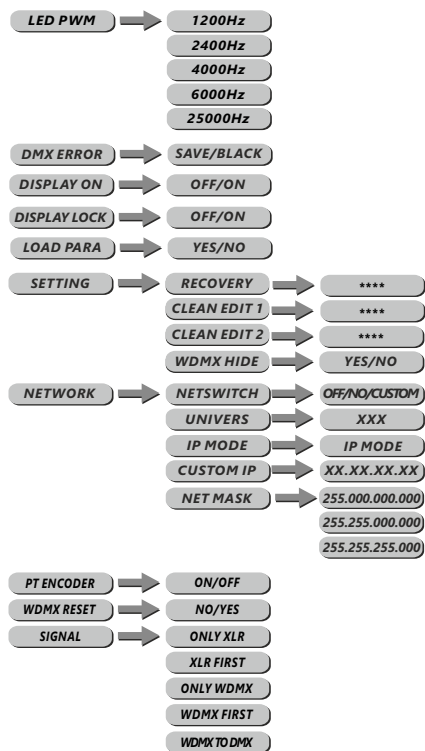 LED PWM 1200Hz
2400Hz
4000Hz
6000Hz
25000Hz
DMX ERROR SAVE/BLACK
DISPLAY ON OFF/ON
DISPLAY LOCK OFF/ON
LOAD PARA YES/NO
SETTING RECOVERY ****
CLEAN EDIT 1 ****
CLEAN EDIT 2 ****
WDMX HIDE YES/NO
NETWORK NETSWITCH OFF/NO/CUSTOM
UNIVERS XXX
IP MODE IP MODE
CUSTOM IP XX.XX.XX.XX
NET MASK 255.000.000.000
255.255.000.000
255.255.255.000
PT ENCODER ON/OFF
WDMX RESET NO/YES
SIGNAL ONLY XLR
XLR FIRST
ONLY WDMX
WDMX FIRST
WDMX TO DMX